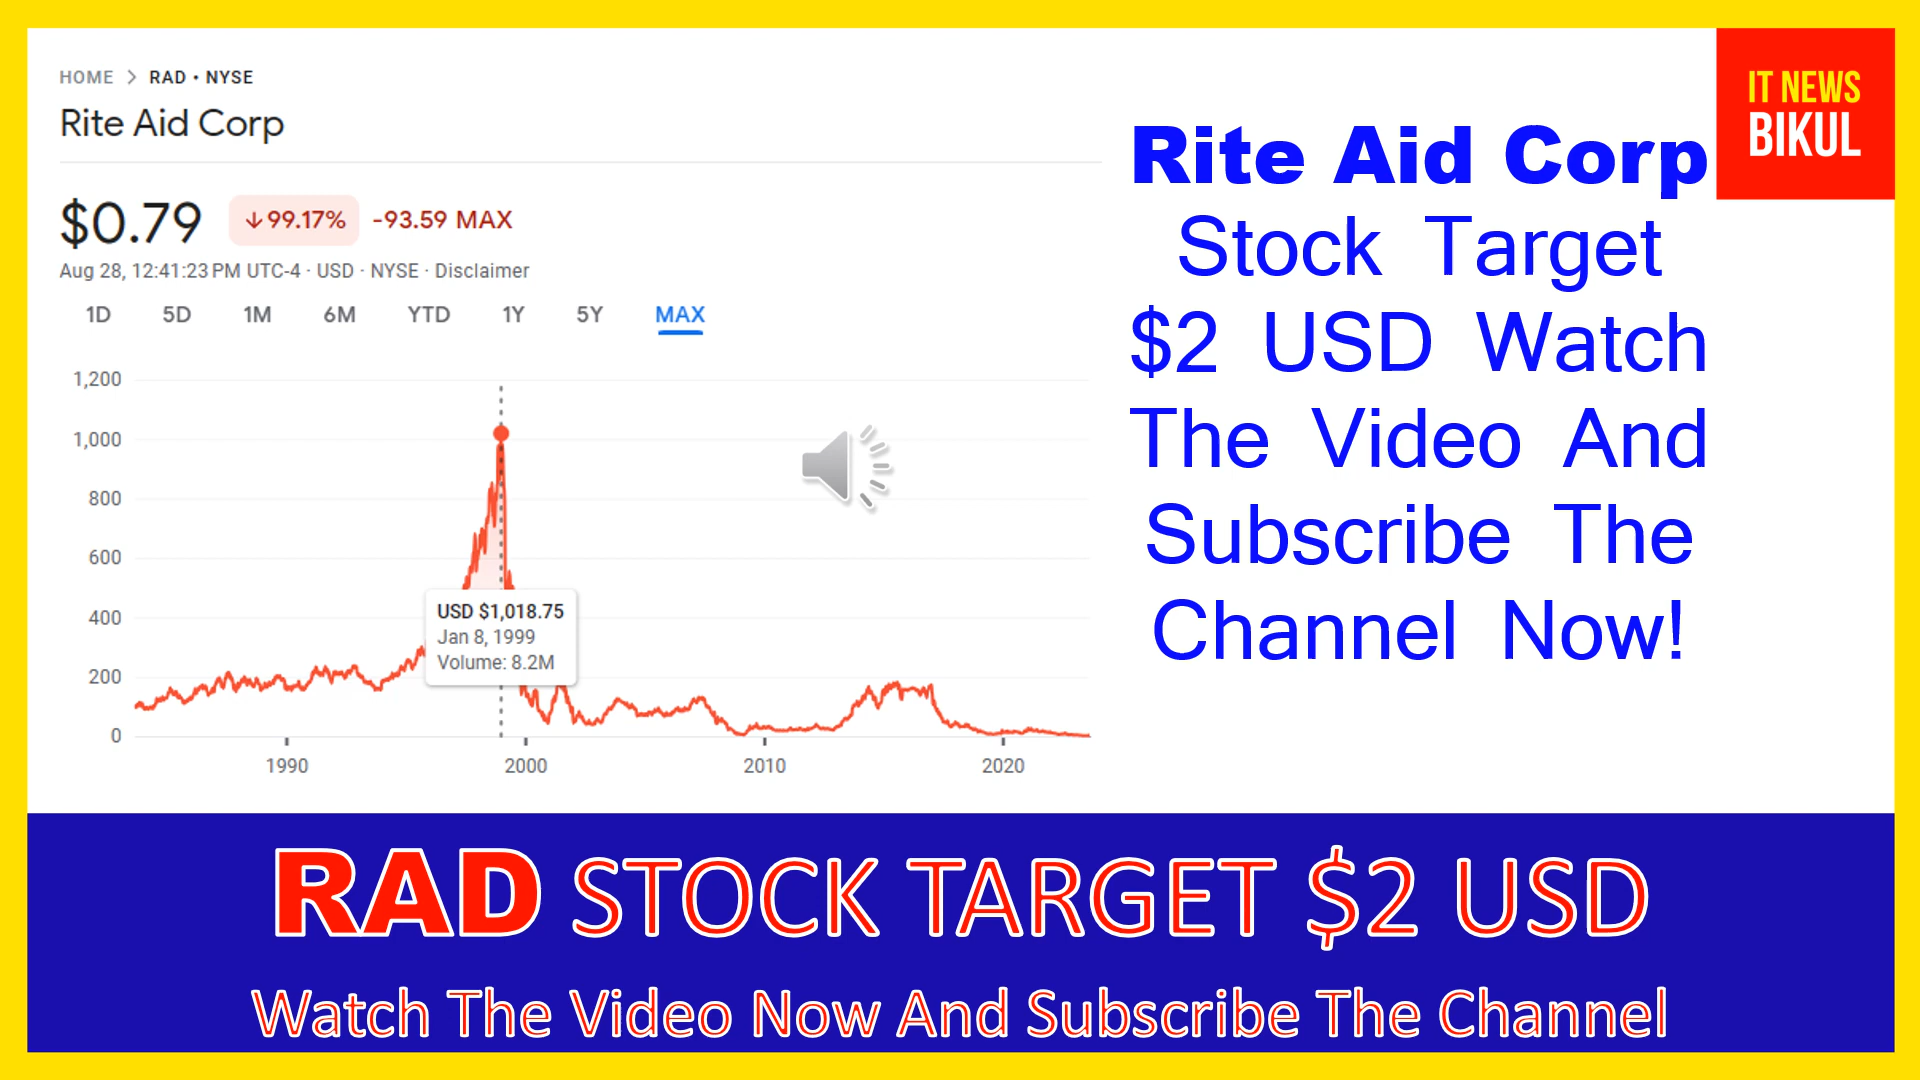 HOME > RAD • NYSE
Rite Aid Corp
$0.79 ↓99.17% -93.59 MAX
Aug 28, 12:41:23 PM UTC-4 · USD · NYSE · Disclaimer
1D 5D 1M 6M YTD 1Y 5Y MAX
1,200
1,000
800
600
400
200
0
USD $1,018.75
Jan 8, 1999
Volume: 8.2M
1990 2000 2010 2020
IT NEWS
BIKUL
Rite Aid Corp
Stock Target
$2 USD Watch
The Video And
Subscribe The
Channel Now!
RAD STOCK TARGET $2 USD
Watch The Video Now And Subscribe The Channel